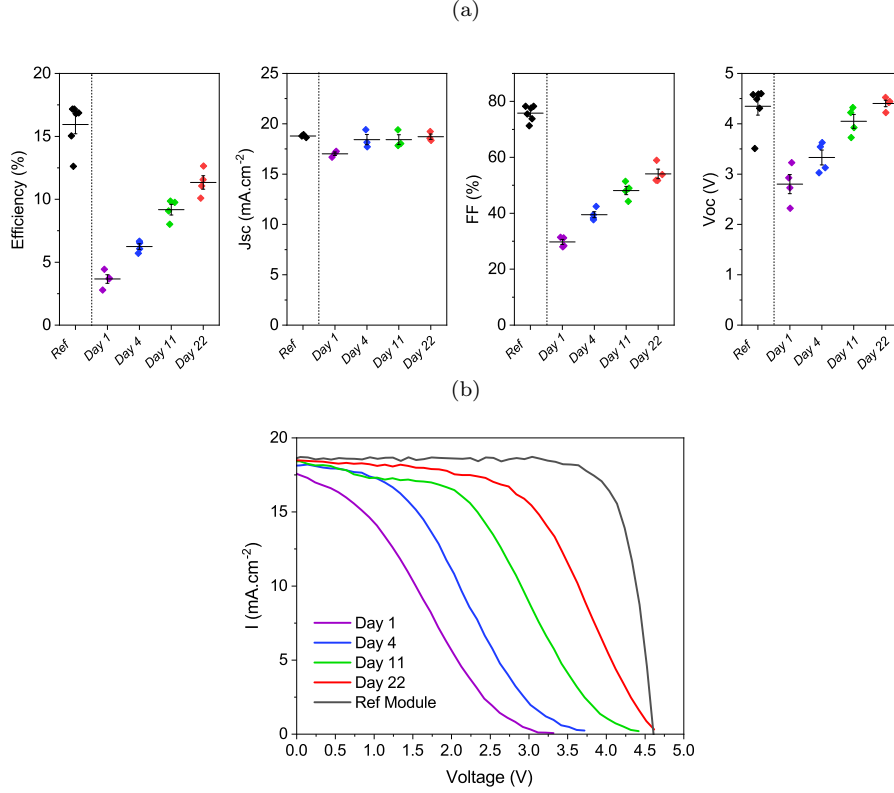 (a)
Efficiency (%)
20
15
10
5
0
Ref
Day 1
Day 4
Day 11
Day 22
Jsc (mA.cm-2)
25
20
15
10
5
0
Ref
Day 1
Day 4
Day 11
Day 22
FF (%)
80
60
40
20
0
Ref
Day 1
Day 4
Day 11
Day 22
Voc (V)
5
4
3
2
1
0
Ref
Day 1
Day 4
Day 11
Day 22
(b)
I (mA.cm-2)
20
15
10
5
0
Day 1
Day 4
Day 11
Day 22
Ref Module
0.0 0.5 1.0 1.5 2.0 2.5 3.0 3.5 4.0 4.5 5.0
Voltage (V)